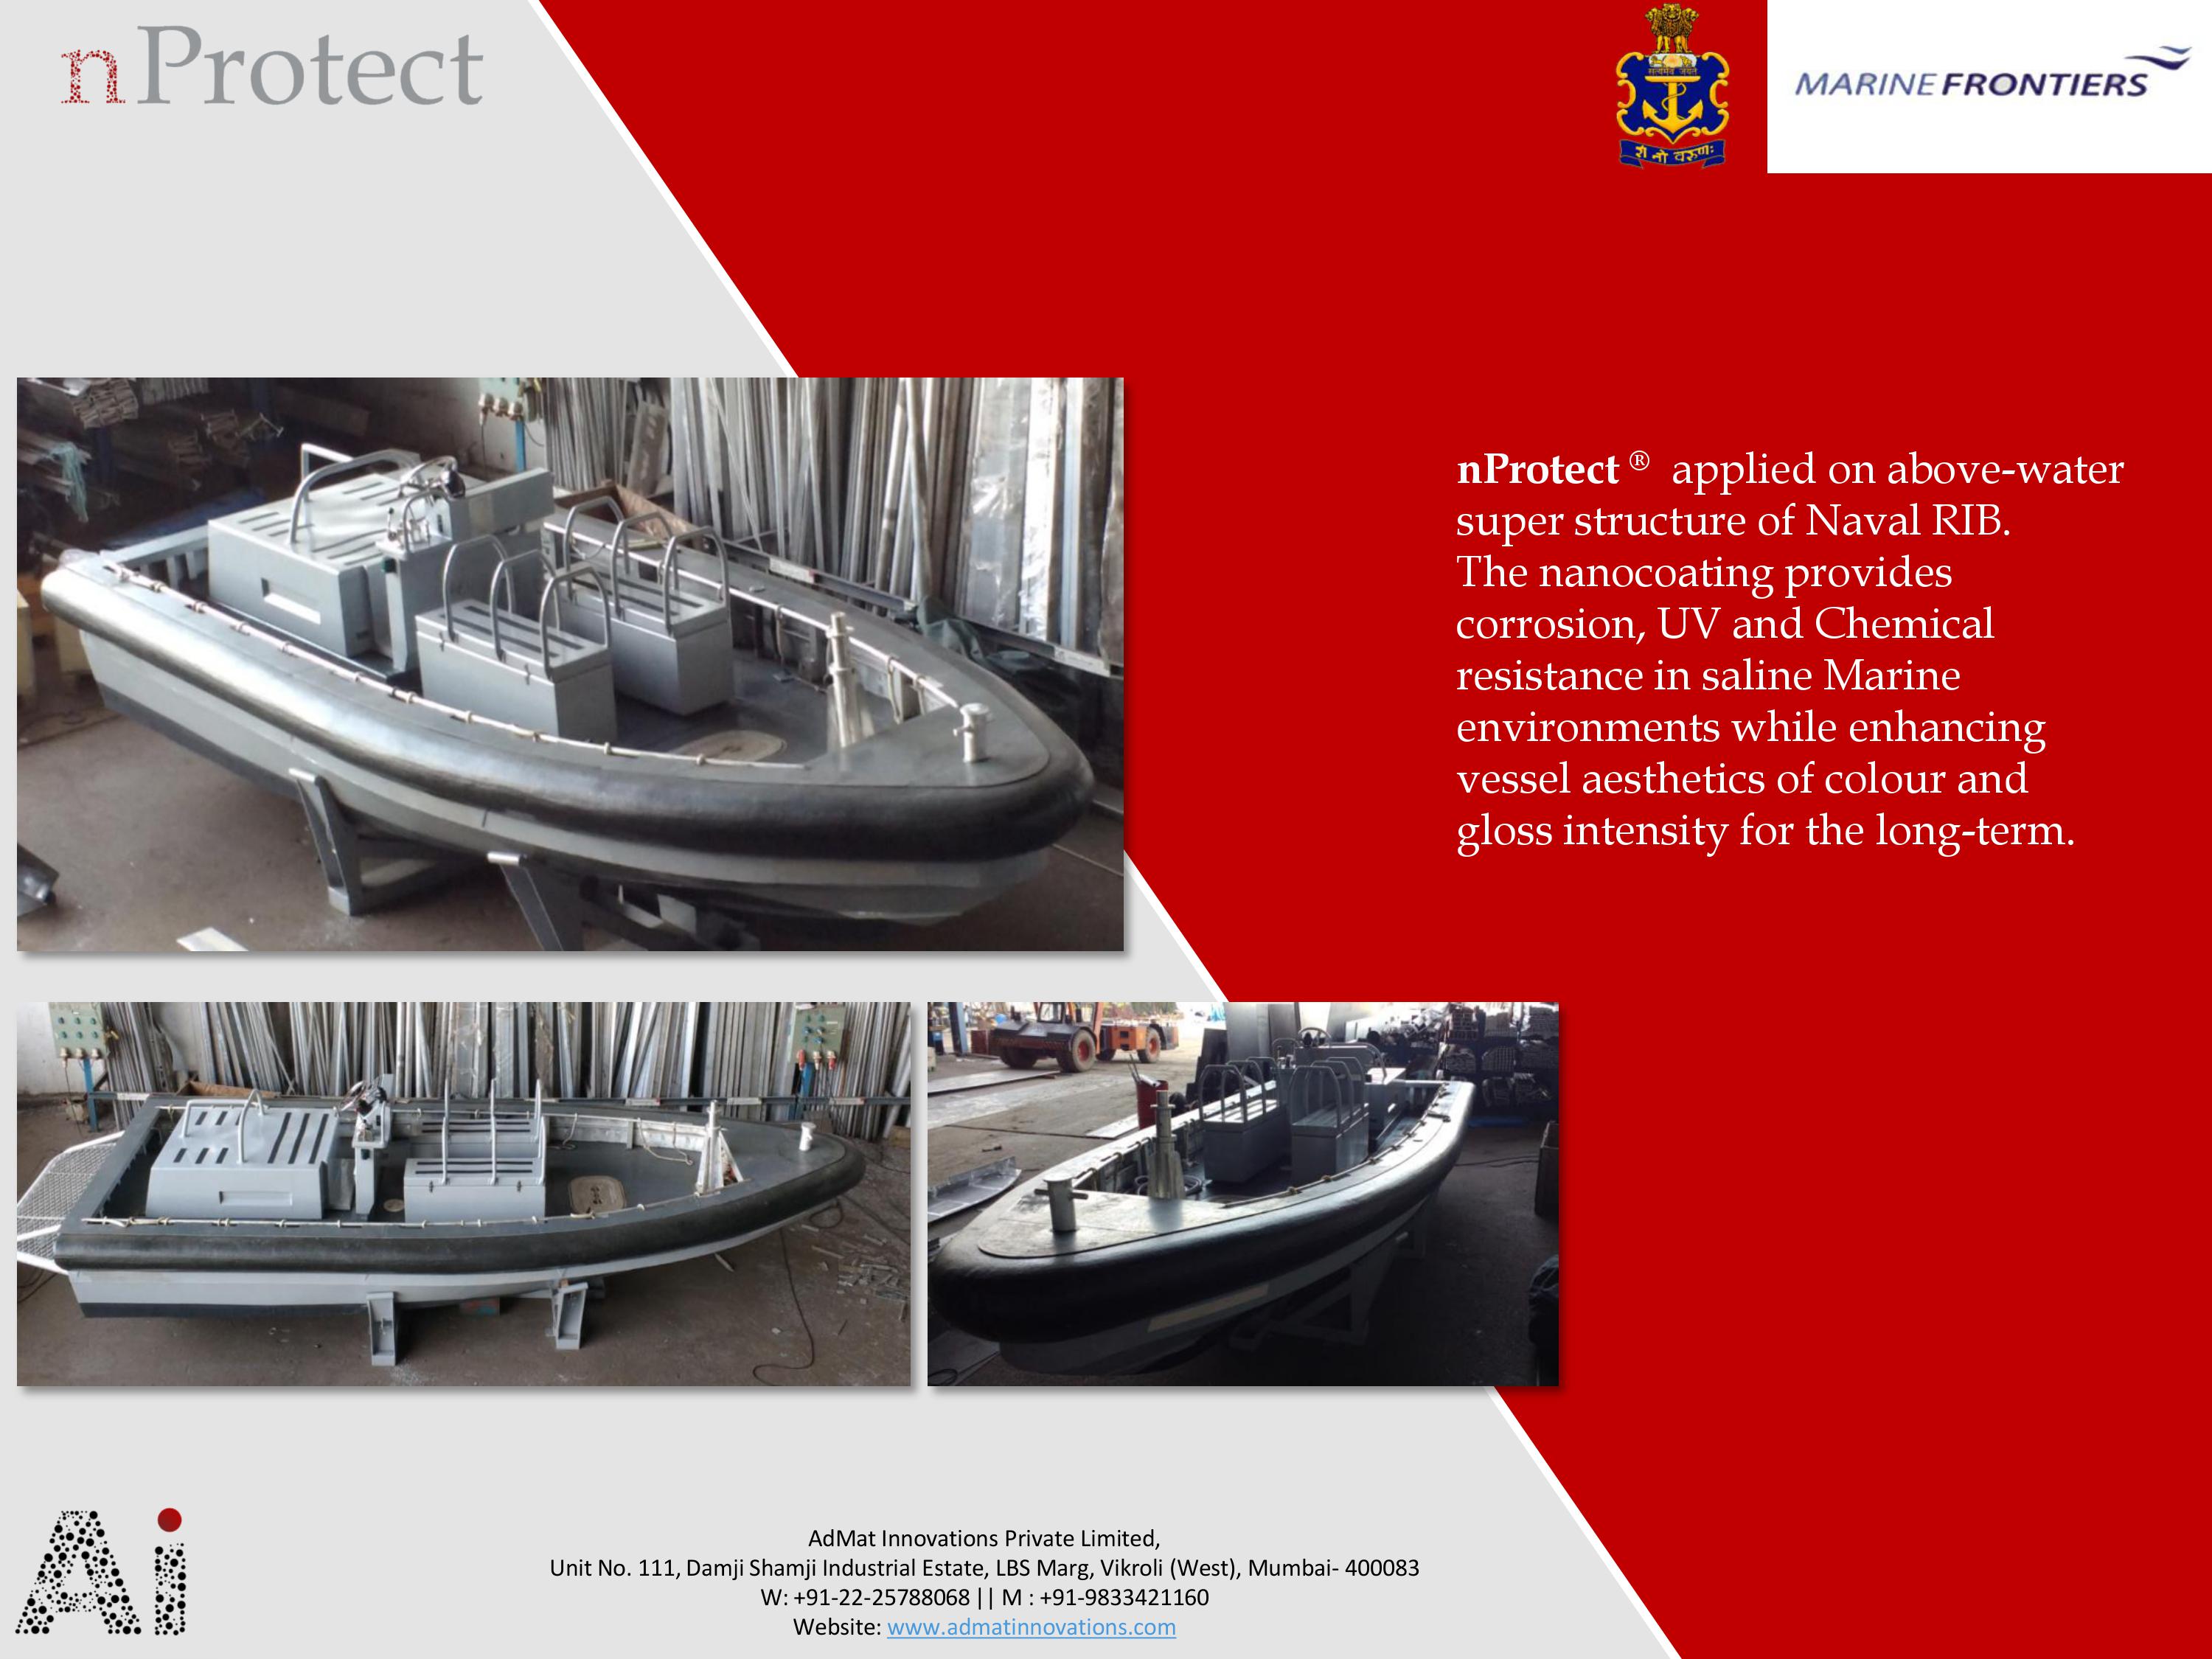 nProtect
सत्यमेव जयते
शं नो वरुणः
MARINE FRONTIERS
nProtect ® applied on above-water
super structure of Naval RIB.
The nanocoating provides
corrosion, UV and Chemical
resistance in saline Marine
environments while enhancing
vessel aesthetics of colour and
gloss intensity for the long-term.
Ai
AdMat Innovations Private Limited,
Unit No. 111, Damji Shamji Industrial Estate, LBS Marg, Vikroli (West), Mumbai- 400083
W: +91-22-25788068 || M : +91-9833421160
Website: www.admatinnovations.com